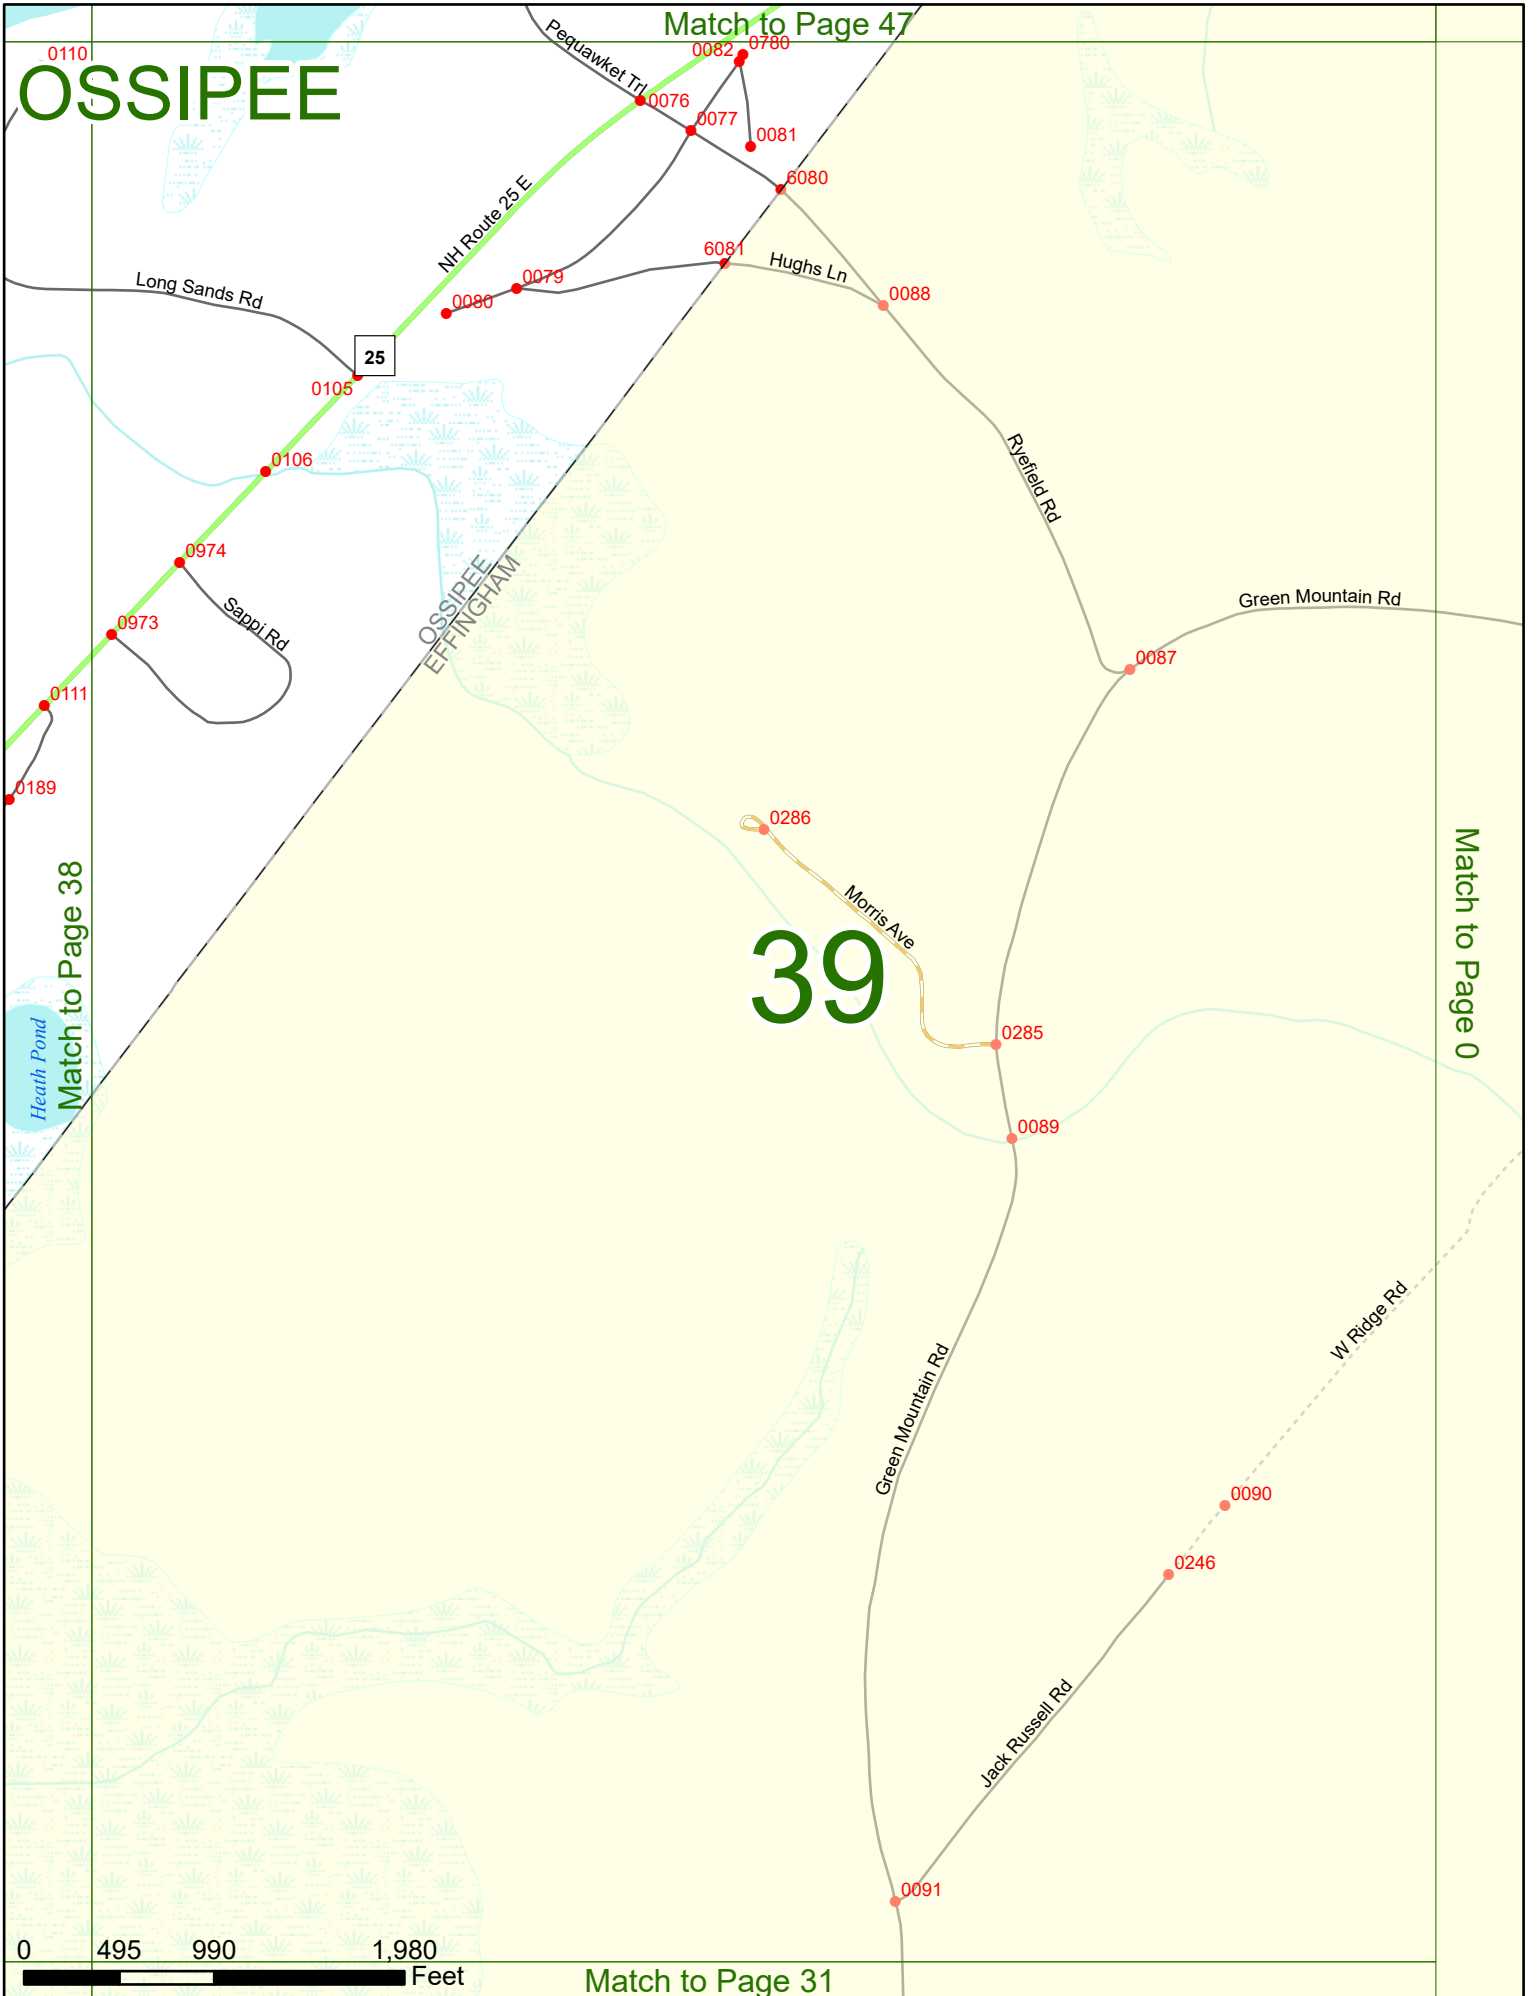 Match to Page 47
0110
OSSIPEE
Pequawket Trl
0082
0780
0076
0077
0081
6080
NH Route 25 E
6081
Hughs Ln
0079
Long Sands Rd
0080
0088
25
0105
Ryefield Rd
0106
0974
OSSIPEE
EFFINGHAM
Sappi Rd
Green Mountain Rd
0973
0087
0111
0189
0286
Match to Page 38
Match to Page 0
Morris Ave
39
Heath Pond
0285
0089
W Ridge Rd
Green Mountain Rd
0090
0246
Jack Russell Rd
0091
0 495 990 1,980
Feet
Match to Page 31